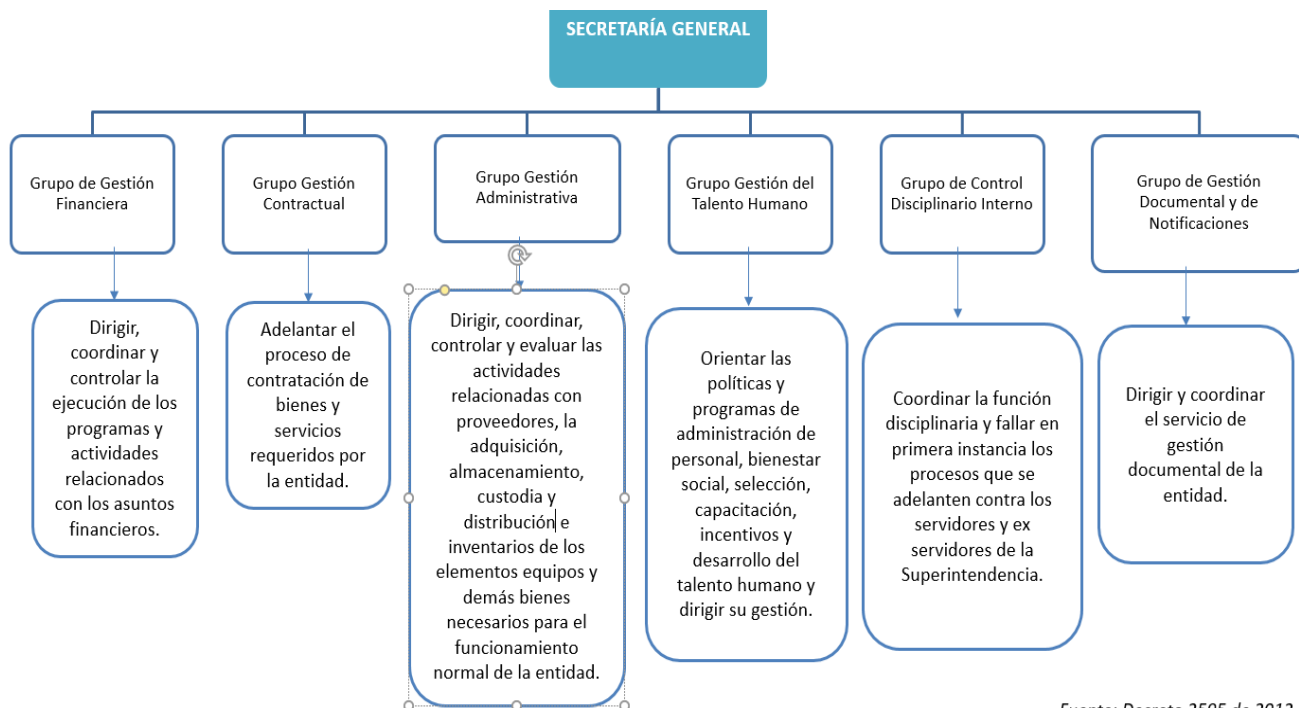 SECRETARÍA GENERAL
Grupo de Gestión
Financiera
Grupo Gestión
Contractual
Grupo Gestión
Administrativa
Grupo Gestión del
Talento Humano
Grupo de Control
Disciplinario Interno
Grupo de Gestión
Documental y de
Notificaciones
Dirigir,
coordinar y
controlar la
ejecución de los
programas y
actividades
relacionados
con los asuntos
financieros.
Adelantar el
proceso de
contratación de
bienes y
servicios
requeridos por
la entidad.
Dirigir, coordinar,
controlar y evaluar las
actividades
relacionadas con
proveedores, la
adquisición,
almacenamiento,
custodia y
distribución e
inventarios de los
elementos equipos y
demás bienes
necesarios para el
funcionamiento
normal de la entidad.
Orientar las
políticas y
programas de
administración de
personal, bienestar
social, selección,
capacitación,
incentivos y
desarrollo del
talento humano y
dirigir su gestión.
Coordinar la función
disciplinaria y fallar en
primera instancia los
procesos que se
adelanten contra los
servidores y ex
servidores de la
Superintendencia.
Dirigir y coordinar
el servicio de
gestión
documental de la
entidad.
Fuente: Decreto de